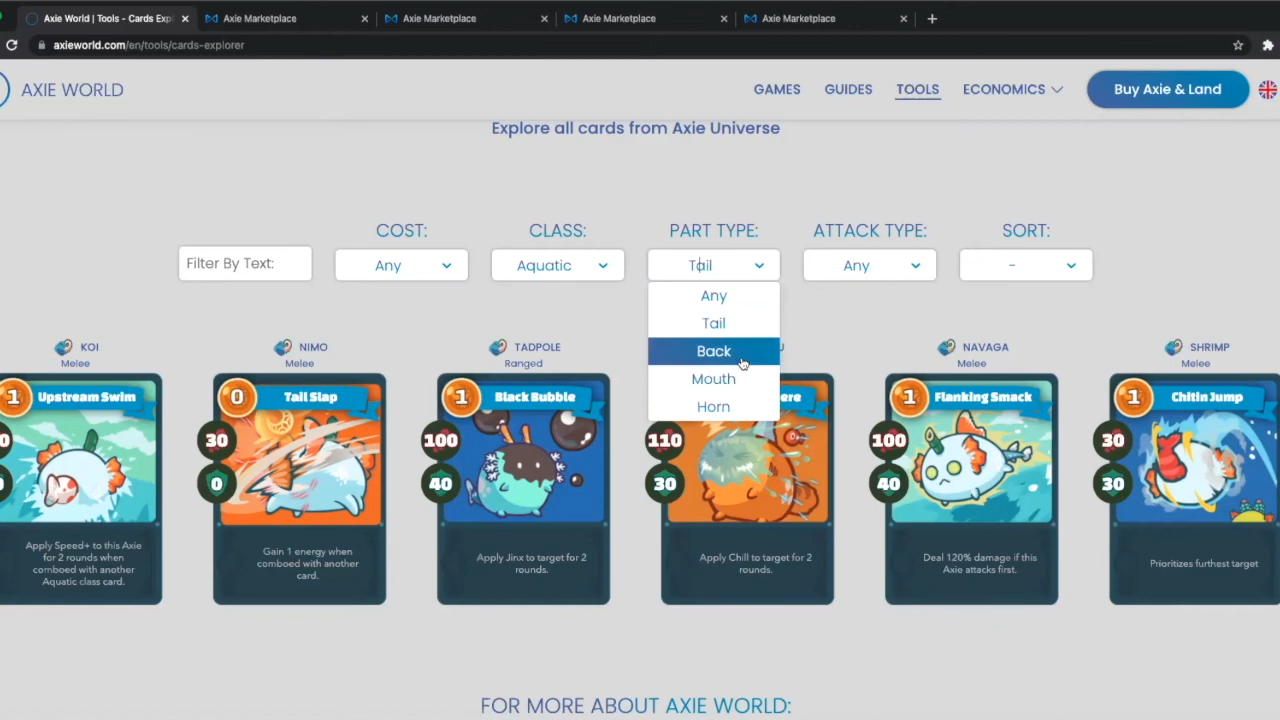 Axie World | Tools - Cards Expl
Axie Marketplace
Axie Marketplace
Axie Marketplace
Axie Marketplace
axieworld.com/en/tools/cards-explorer
AXIE WORLD
GAMES
GUIDES
TOOLS
ECONOMICS
Buy Axie & Land
Explore all cards from Axie Universe
COST:
CLASS:
PART TYPE:
ATTACK TYPE:
SORT:
Filter By Text:
Any
Aquatic
Tail
Any
-
Any
Tail
Back
Mouth
Horn
KOI
Melee
1
Upstream Swim
0
Apply Speed+ to this Axie
for 2 rounds when
comboed with another
Aquatic class card.
NIMO
Melee
0
Tail Slap
30
0
Gain 1 energy when
comboed with another
card.
TADPOLE
Ranged
1
Black Bubble
100
40
Apply Jinx to target for 2
rounds.
110
30
Apply Chill to target for 2
rounds.
NAVAGA
Melee
1
Flanking Smack
100
40
Deal 120% damage if this
Axie attacks first.
SHRIMP
Melee
1
Chitin Jump
30
30
Prioritizes furthest target
FOR MORE ABOUT AXIE WORLD: